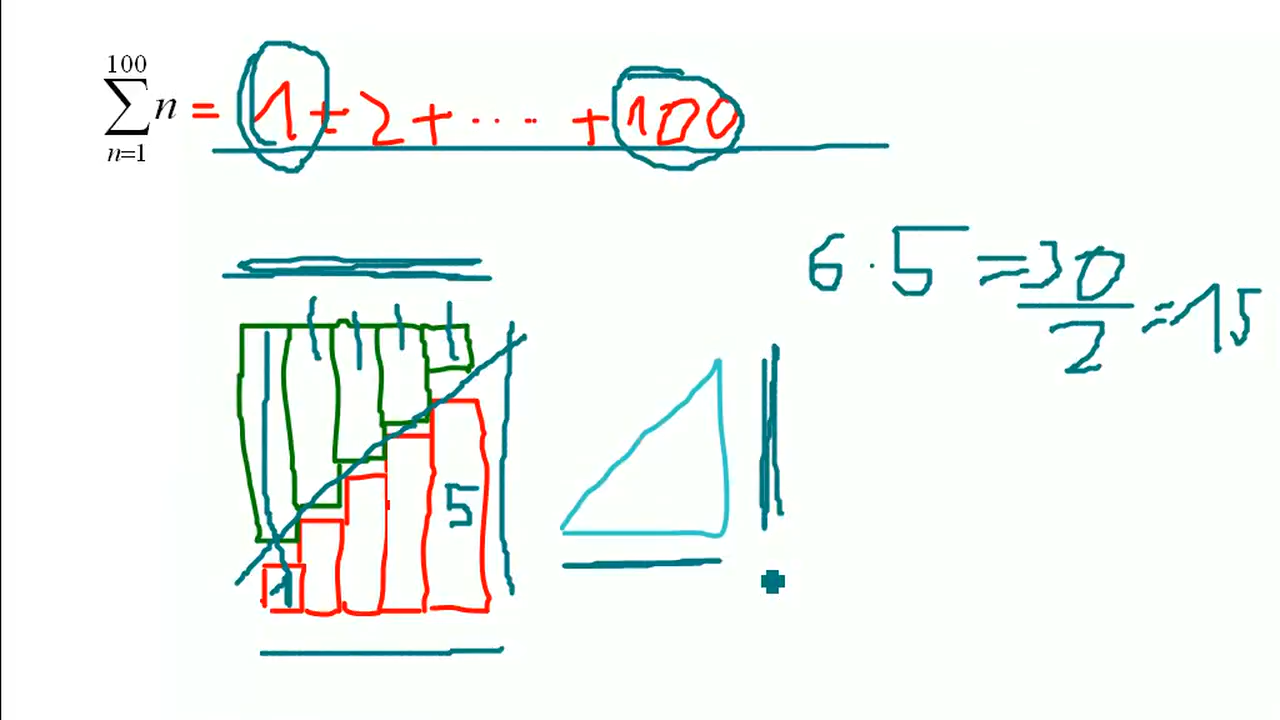 100
∑ n = 1 + 2 + ···· + 100
n=1
6 · 5 = 30/2 = 15
5
1